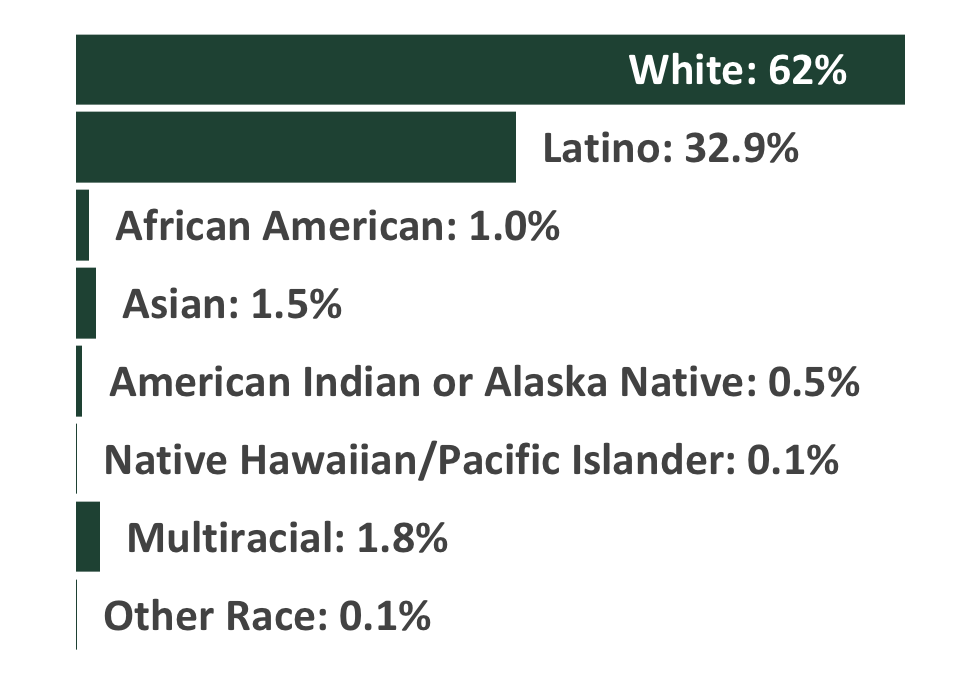 White: 62%
Latino: 32.9%
African American: 1.0%
Asian: 1.5%
American Indian or Alaska Native: 0.5%
Native Hawaiian/Pacific Islander: 0.1%
Multiracial: 1.8%
Other Race: 0.1%